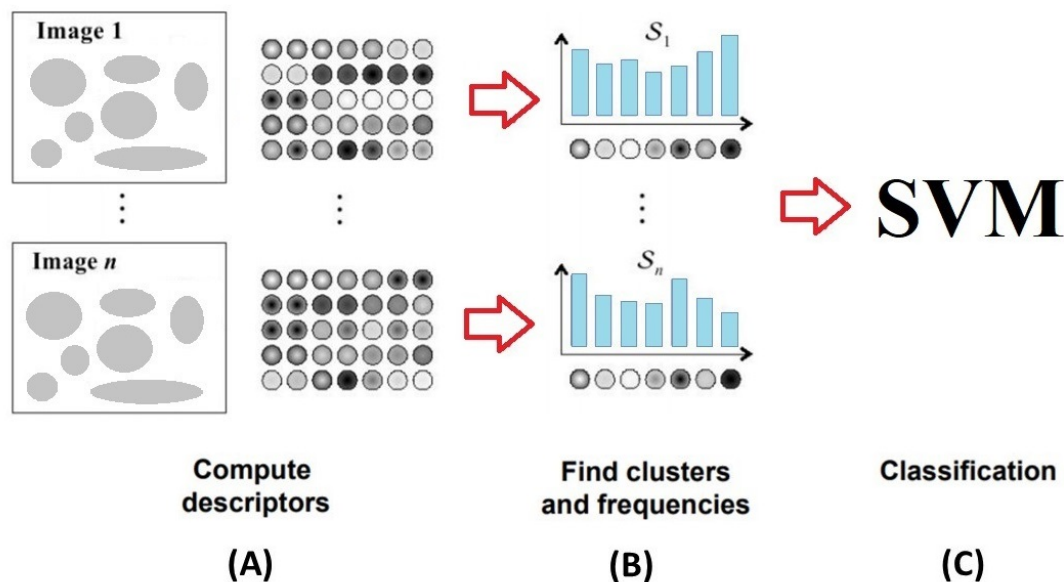 Image 1
S1
SVM
Image n
Sn
Compute
descriptors
Find clusters
and frequencies
Classification
(A)
(B)
(C)